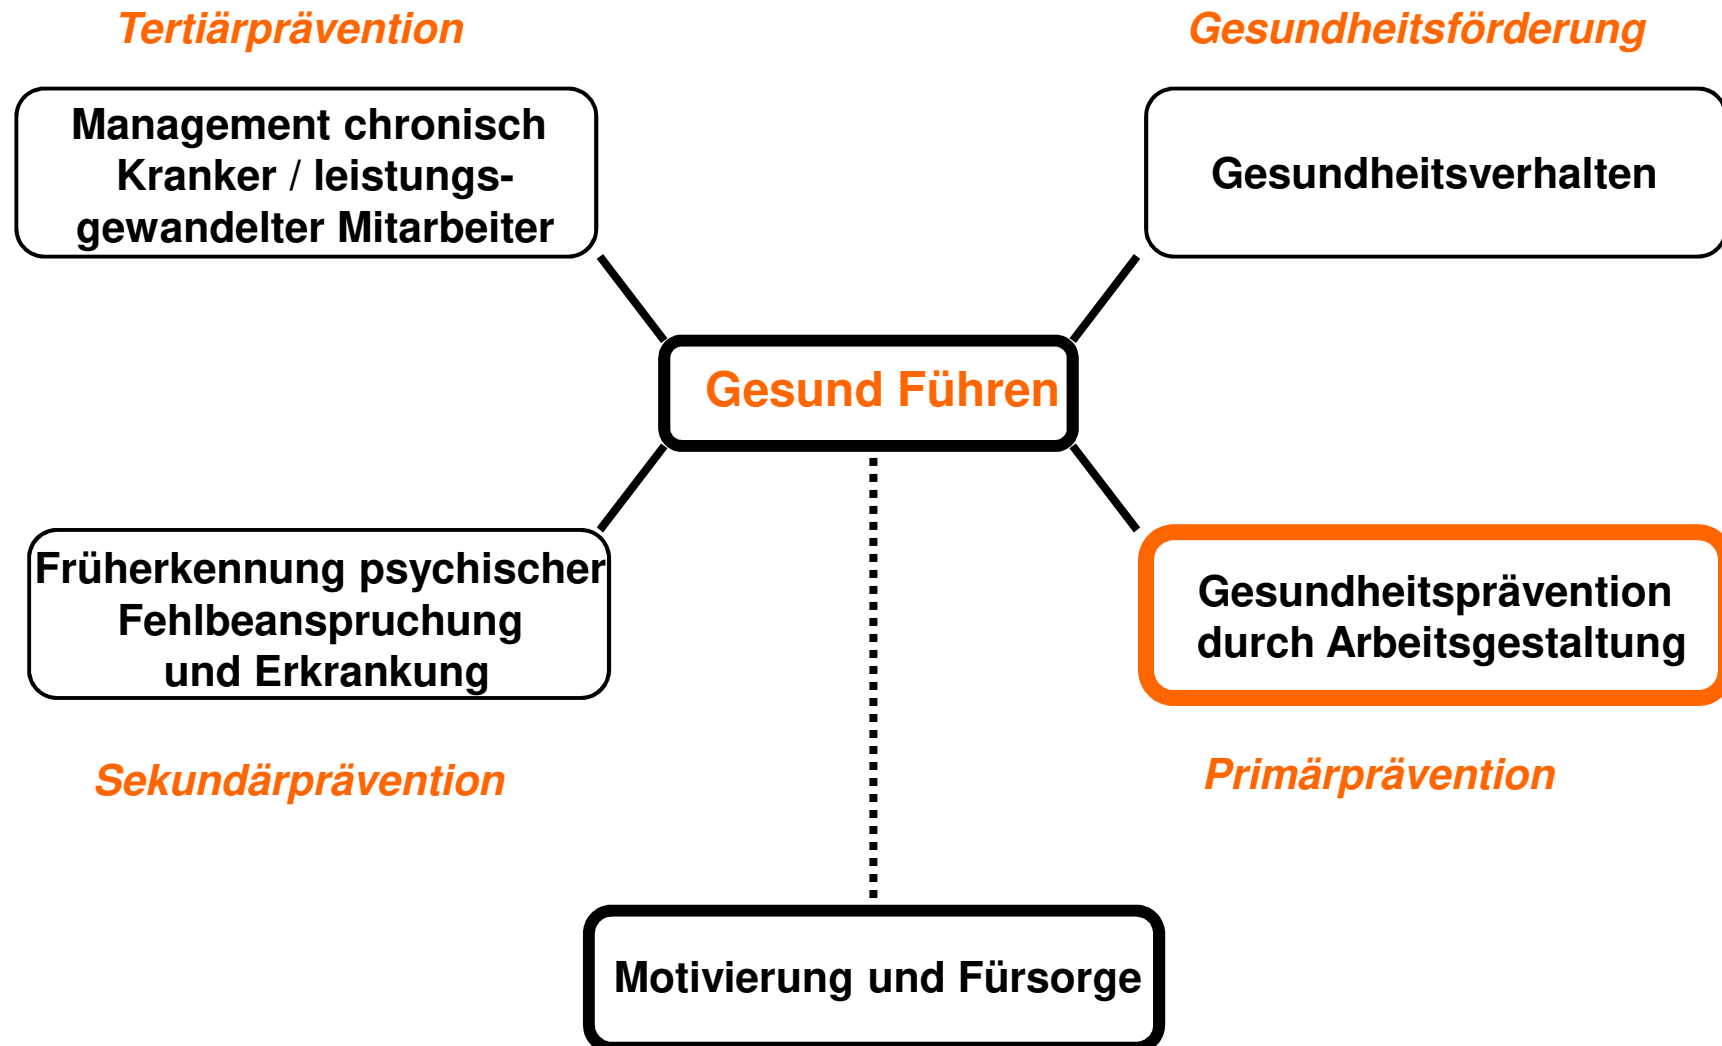 Tertiärprävention
Gesundheitsförderung
Management chronisch
Kranker / leistungs-
gewandelter Mitarbeiter
Gesundheitsverhalten
Gesund Führen
Früherkennung psychischer
Fehlbeanspruchung
und Erkrankung
Gesundheitsprävention
durch Arbeitsgestaltung
Sekundärprävention
Primärprävention
Motivierung und Fürsorge